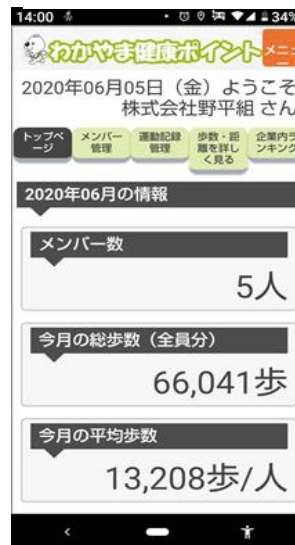 14:00
34%
わかやま健康ポイント
メニュー
2020年06月05日（金）ようこそ
株式会社野平組 さん
トップペ
ージ
メンバー
管理
運動記録
管理
歩数・距
離を詳し
く見る
企業内ラ
ンキング
2020年06月の情報
メンバー数
5人
今月の総歩数（全員分）
66,041歩
今月の平均歩数
13,208歩/人